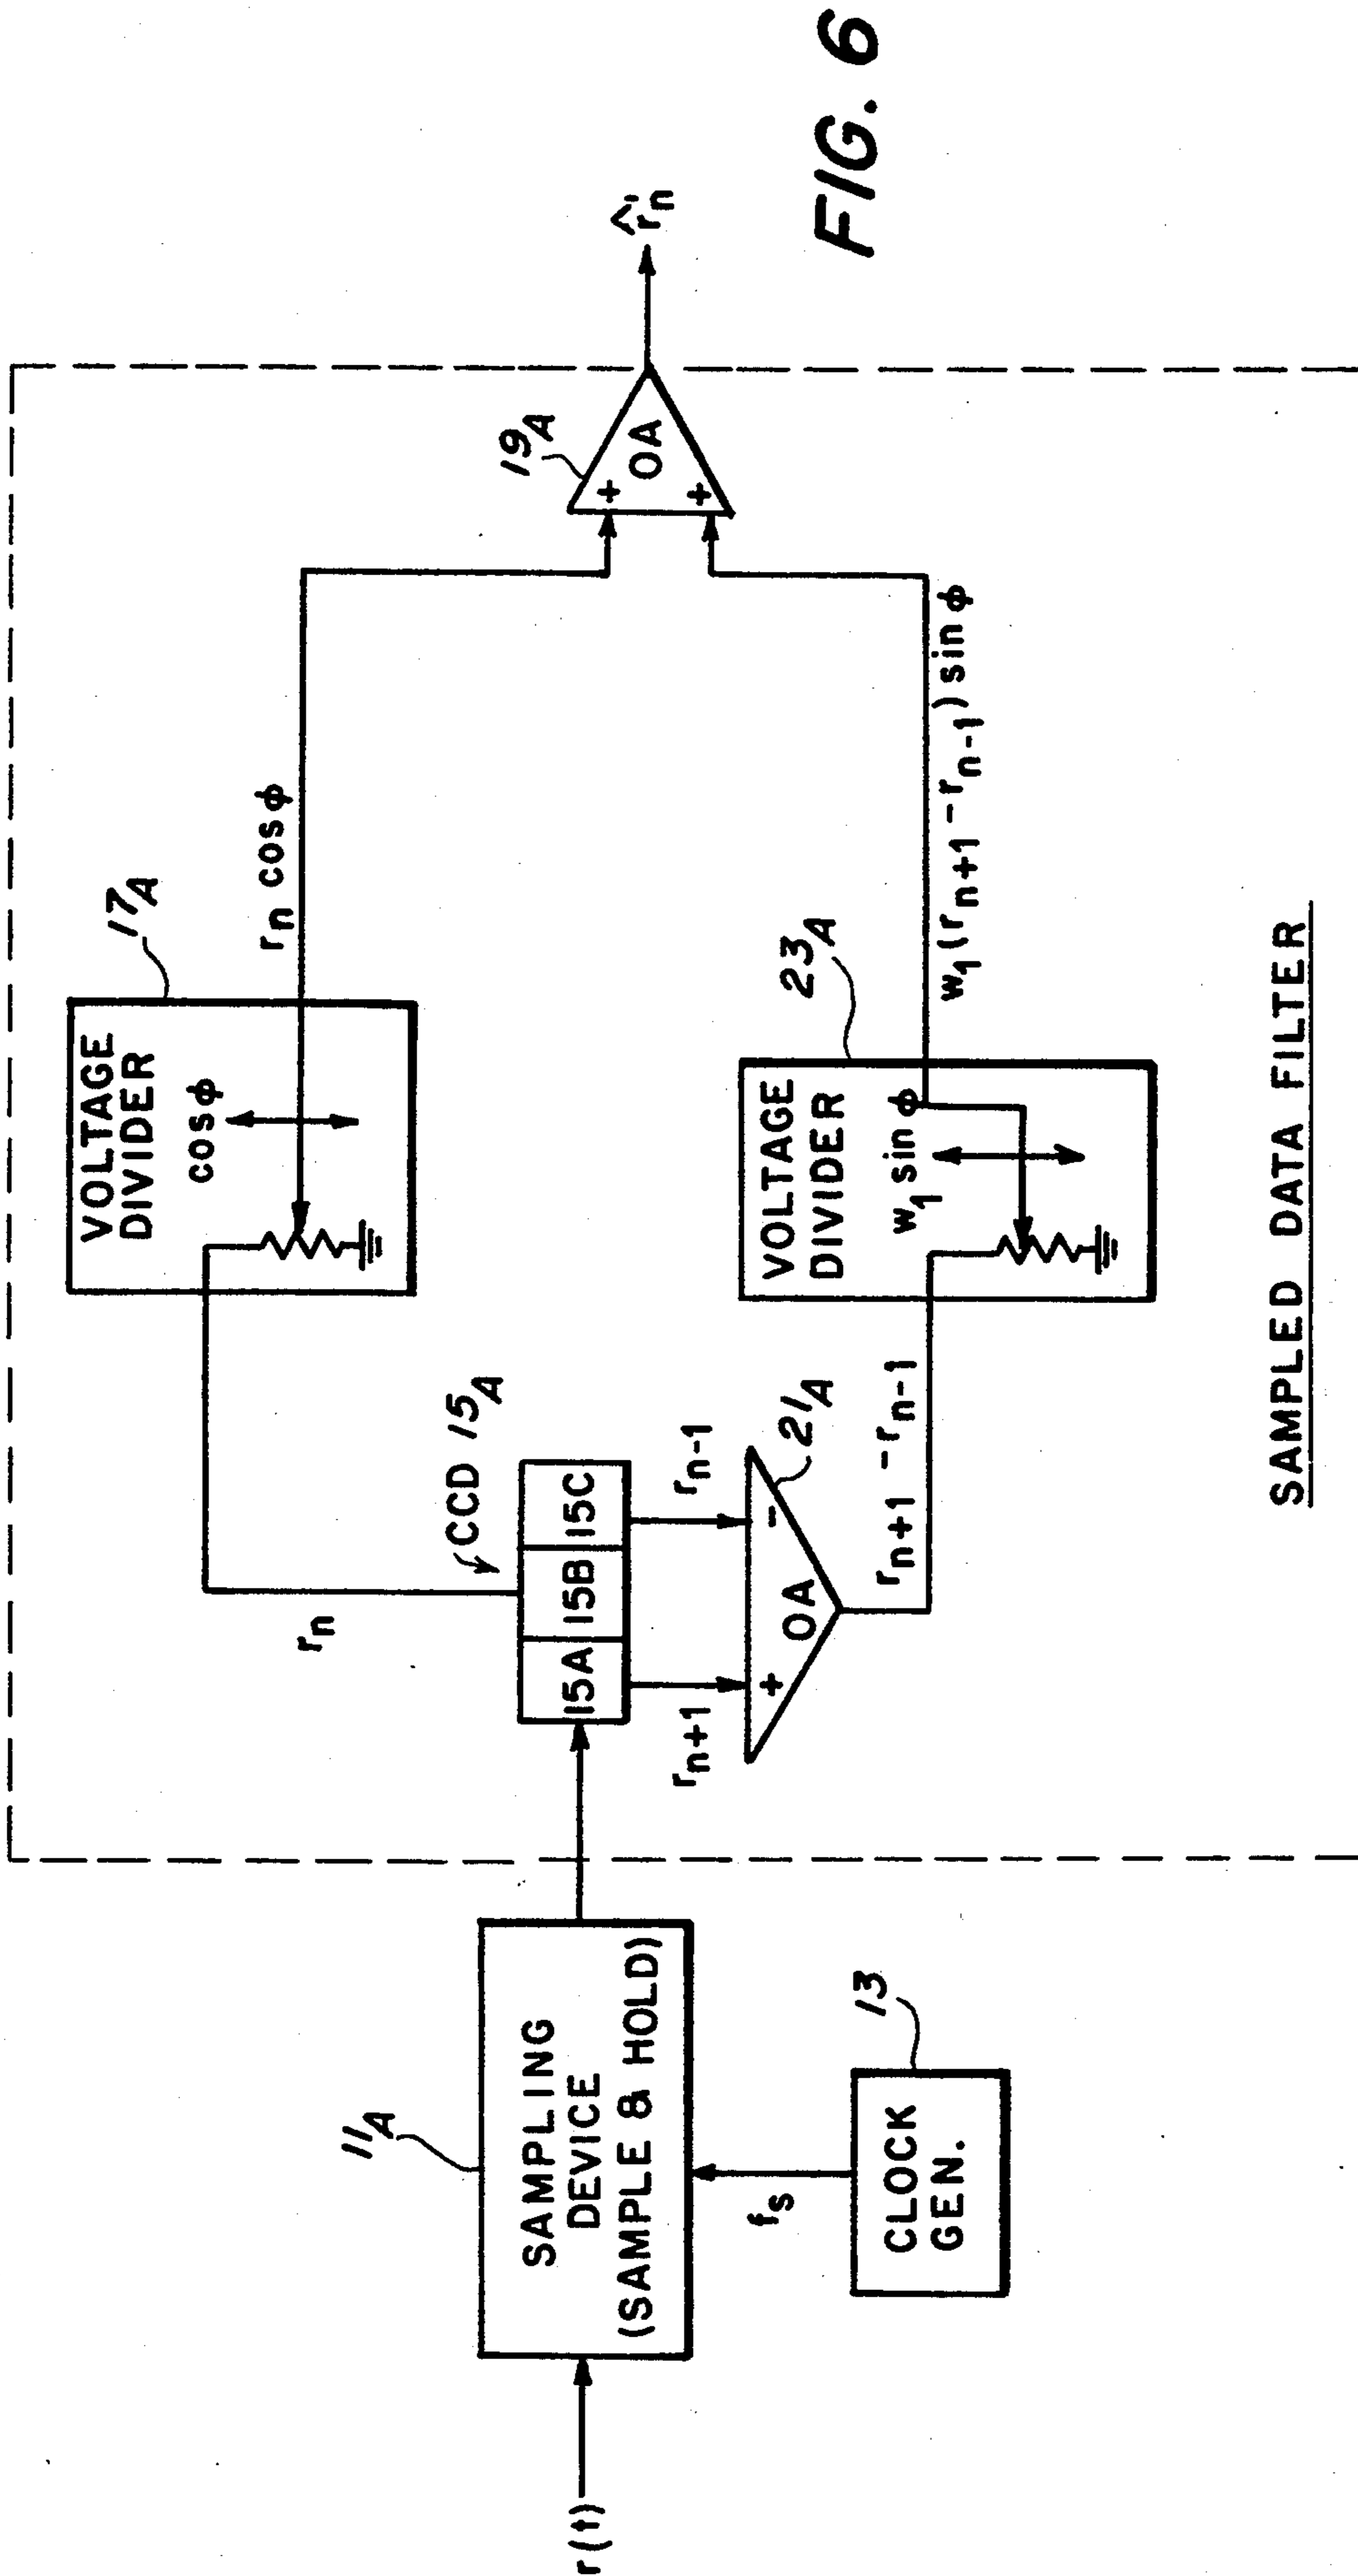 17A
VOLTAGE
DIVIDER
cos ϕ
rn cos ϕ
rn
CCD 15A
11A
SAMPLING
DEVICE
(SAMPLE & HOLD)
r(t)
15A 15B 15C
19A
OA
+
+
r̂'n
rn+1
rn-1
21A
+
-
OA
fs
13
CLOCK
GEN.
rn+1 - rn-1
23A
VOLTAGE
DIVIDER
w1 sin ϕ
w1(rn+1 - rn-1) sin ϕ
SAMPLED DATA FILTER
FIG. 6